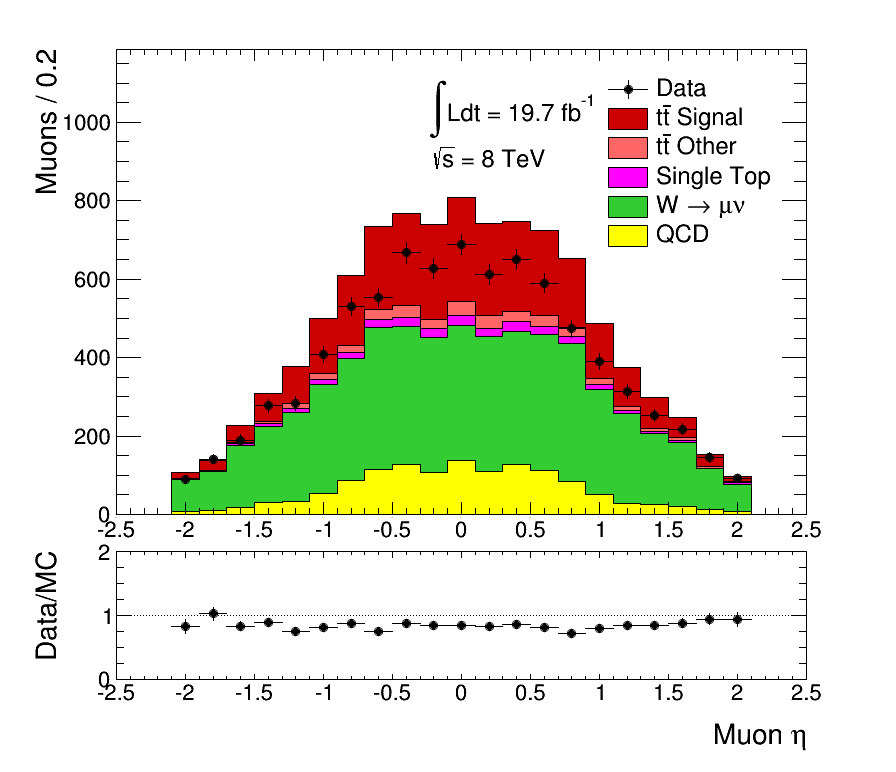 Muons / 0.2
1000
800
600
400
200
0
∫Ldt = 19.7 fb⁻¹
√s = 8 TeV
Data
tt̄ Signal
tt̄ Other
Single Top
W → μν
QCD
-2.5 -2 -1.5 -1 -0.5 0 0.5 1 1.5 2 2.5
Data/MC
2
1
0
-2.5 -2 -1.5 -1 -0.5 0 0.5 1 1.5 2 2.5
Muon η